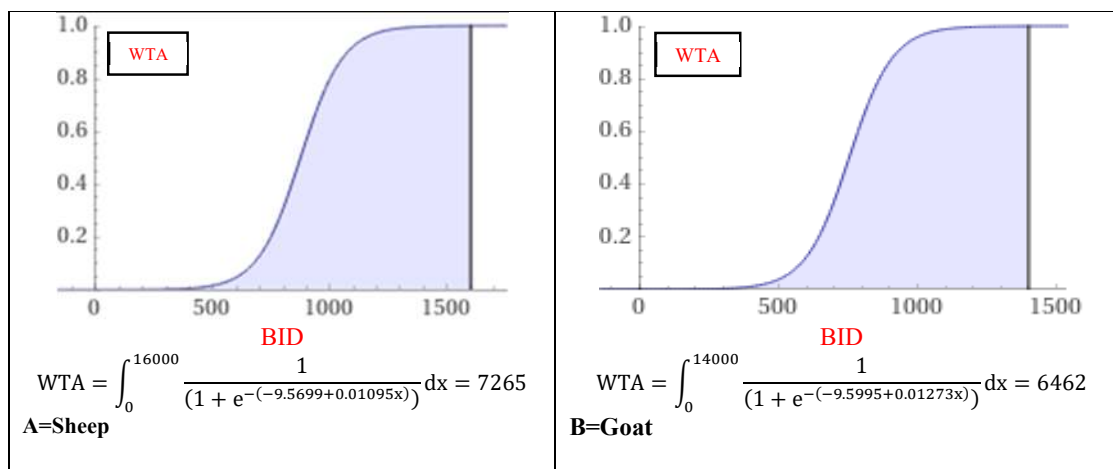 1.0
WTA
0.8
0.6
0.4
0.2
0 500 1000 1500
BID
WTA = ∫₀¹⁶⁰⁰⁰ 1/(1 + e^−(−9.5699+0.01095x)) dx = 7265
A=Sheep
1.0
WTA
0.8
0.6
0.4
0.2
0 500 1000 1500
BID
WTA = ∫₀¹⁴⁰⁰⁰ 1/(1 + e^−(−9.5995+0.01273x)) dx = 6462
B=Goat